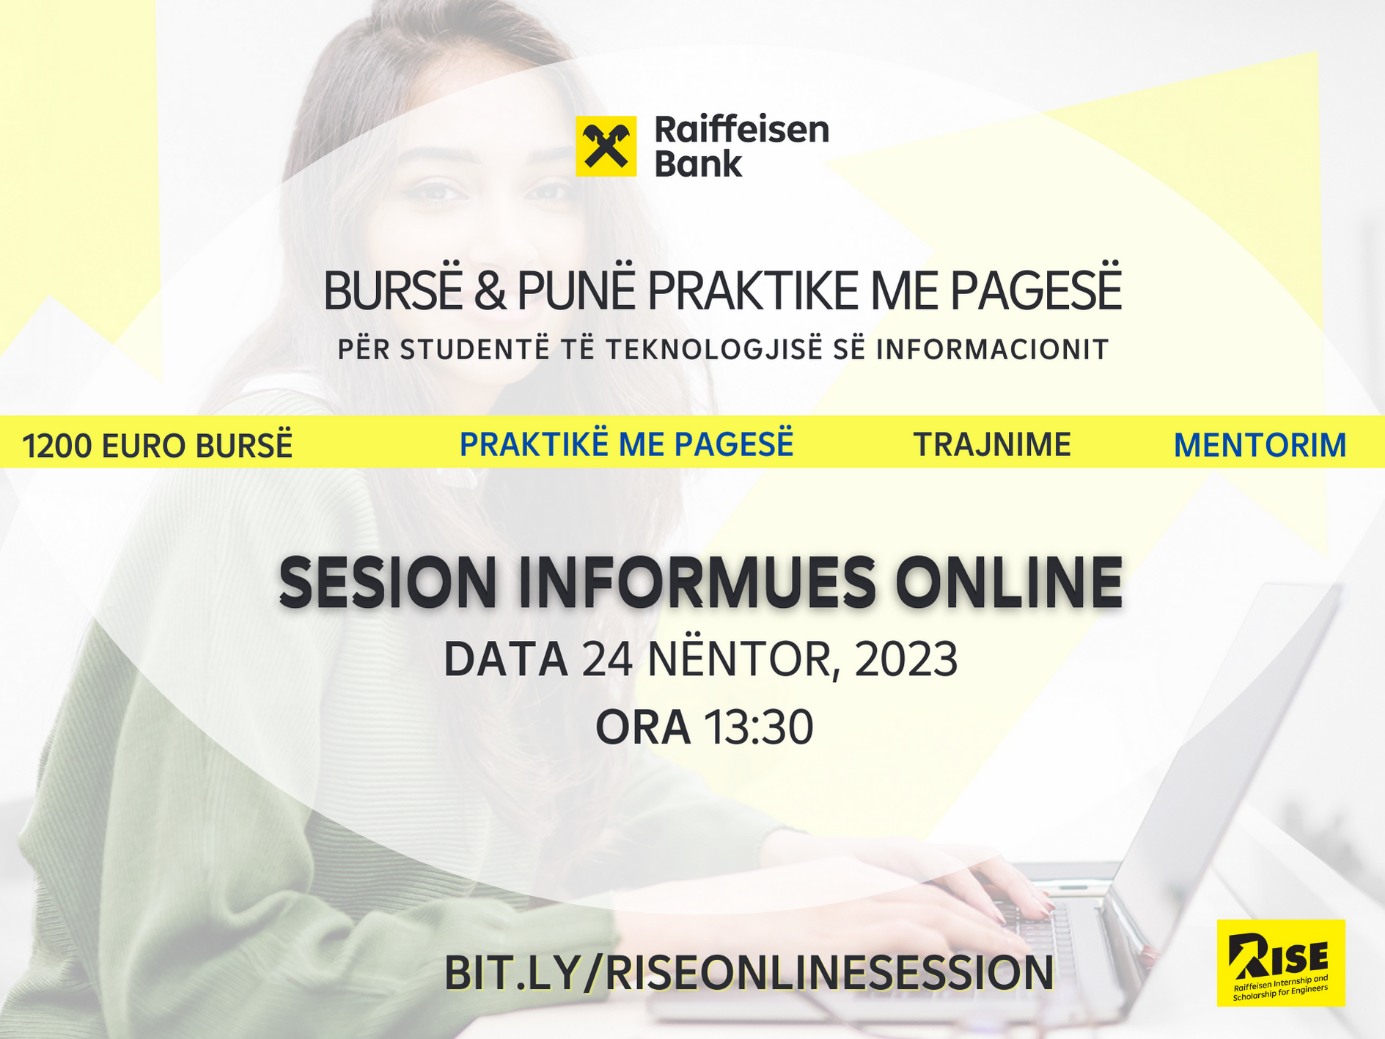 Raiffeisen
Bank
BURSË & PUNË PRAKTIKE ME PAGESË
PËR STUDENTË TË TEKNOLOGJISË SË INFORMACIONIT
1200 EURO BURSË PRAKTIKË ME PAGESË TRAJNIME MENTORIM
SESION INFORMUES ONLINE
DATA 24 NËNTOR, 2023
ORA 13:30
BIT.LY/RISEONLINESESSION
RISE
Raiffeisen Internship and
Scholarship for Engineers